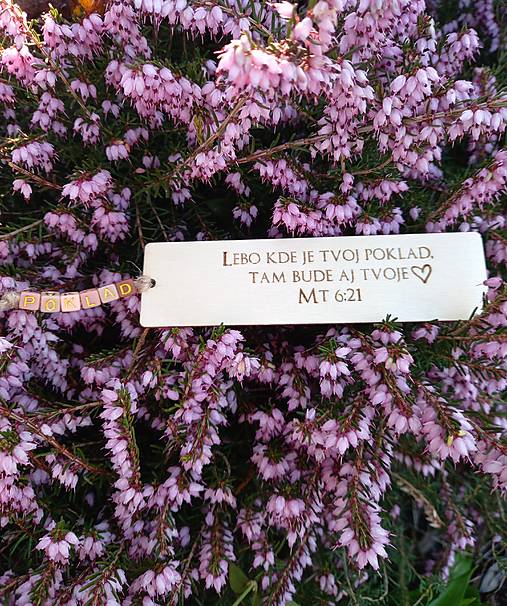 Lebo kde je tvoj poklad,
tam bude aj tvoje♡
Mt 6:21
POKLAD